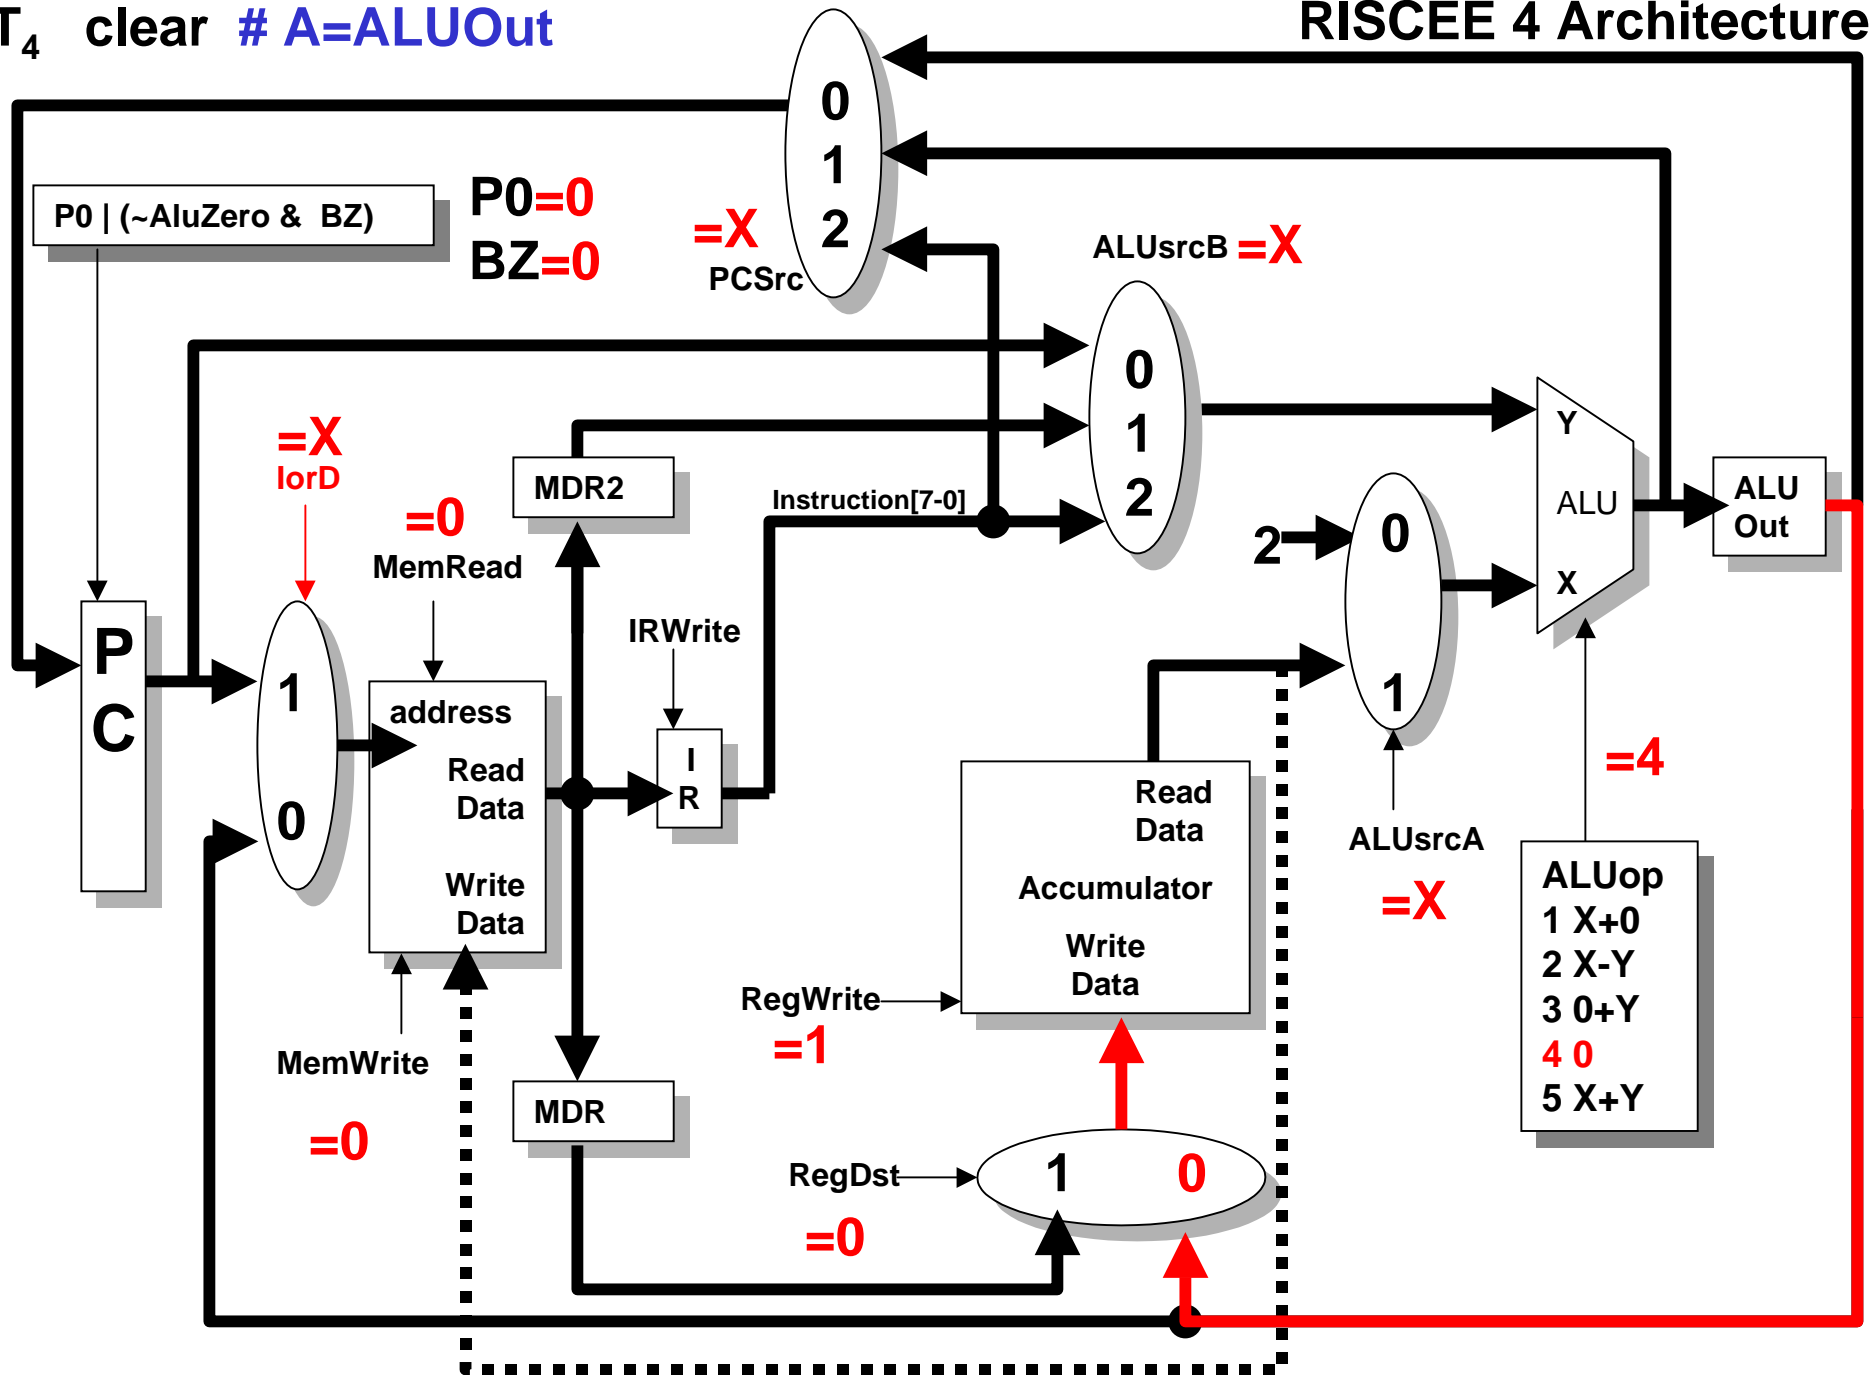 T4 clear # A=ALUOut
RISCEE 4 Architecture
0
1
2
P0 | (~AluZero & BZ)
P0=0
BZ=0
=X
PCSrc
ALUsrcB =X
0
1
2
=X
IorD
=0
MemRead
MDR2
Instruction[7-0]
2
0
1
Y
ALU
X
ALU
Out
P
C
1
0
address
Read
Data
Write
Data
IRWrite
I
R
Read
Data
Accumulator
Write
Data
ALUsrcA
=X
=4
ALUop
1 X+0
2 X-Y
3 0+Y
4 0
5 X+Y
RegWrite
=1
MemWrite
=0
MDR
RegDst
=0
1 0